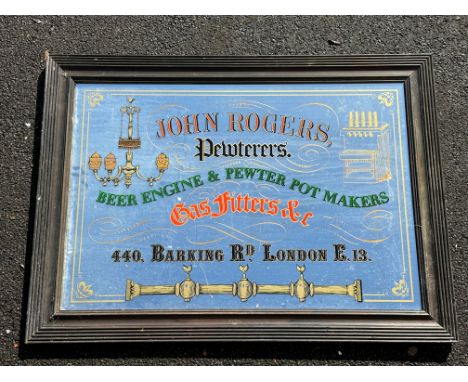 JOHN ROGERS,
Pewterers.
BEER ENGINE & PEWTER POT MAKERS
Gas Fitters & c
440, BARKING RD LONDON E.13.